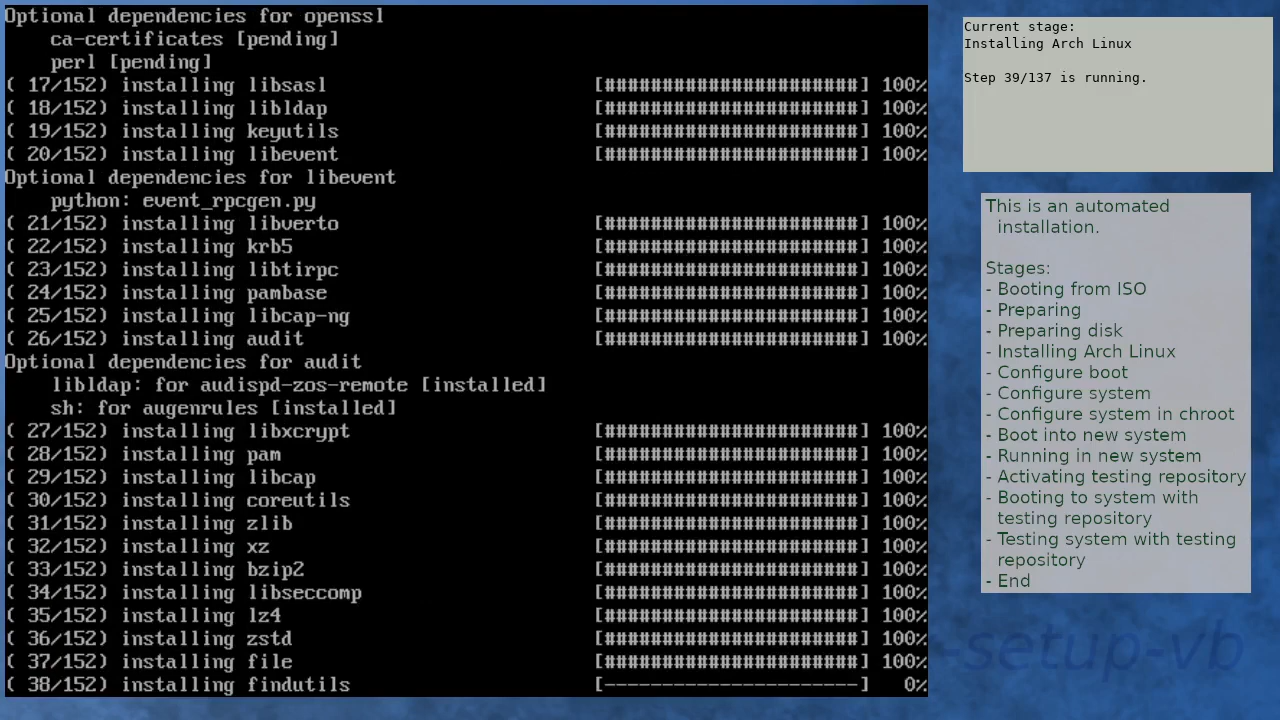 Optional dependencies for openssl
ca-certificates [pending]
perl [pending]
( 17/152) installing libsasl [######################] 100%
( 18/152) installing libldap [######################] 100%
( 19/152) installing keyutils [######################] 100%
( 20/152) installing libevent [######################] 100%
Optional dependencies for libevent
python: event_rpcgen.py
( 21/152) installing libverto [######################] 100%
( 22/152) installing krb5 [######################] 100%
( 23/152) installing libtirpc [######################] 100%
( 24/152) installing pambase [######################] 100%
( 25/152) installing libcap-ng [######################] 100%
( 26/152) installing audit [######################] 100%
Optional dependencies for audit
libldap: for audispd-zos-remote [installed]
sh: for augenrules [installed]
( 27/152) installing libxcrypt [######################] 100%
( 28/152) installing pam [######################] 100%
( 29/152) installing libcap [######################] 100%
( 30/152) installing coreutils [######################] 100%
( 31/152) installing zlib [######################] 100%
( 32/152) installing xz [######################] 100%
( 33/152) installing bzip2 [######################] 100%
( 34/152) installing libseccomp [######################] 100%
( 35/152) installing lz4 [######################] 100%
( 36/152) installing zstd [######################] 100%
( 37/152) installing file [######################] 100%
( 38/152) installing findutils [----------------------] 0%
Current stage:
Installing Arch Linux
Step 39/137 is running.
This is an automated
installation.
Stages:
- Booting from ISO
- Preparing
- Preparing disk
- Installing Arch Linux
- Configure boot
- Configure system
- Configure system in chroot
- Boot into new system
- Running in new system
- Activating testing repository
- Booting to system with
testing repository
- Testing system with testing
repository
- End
-setup-vb